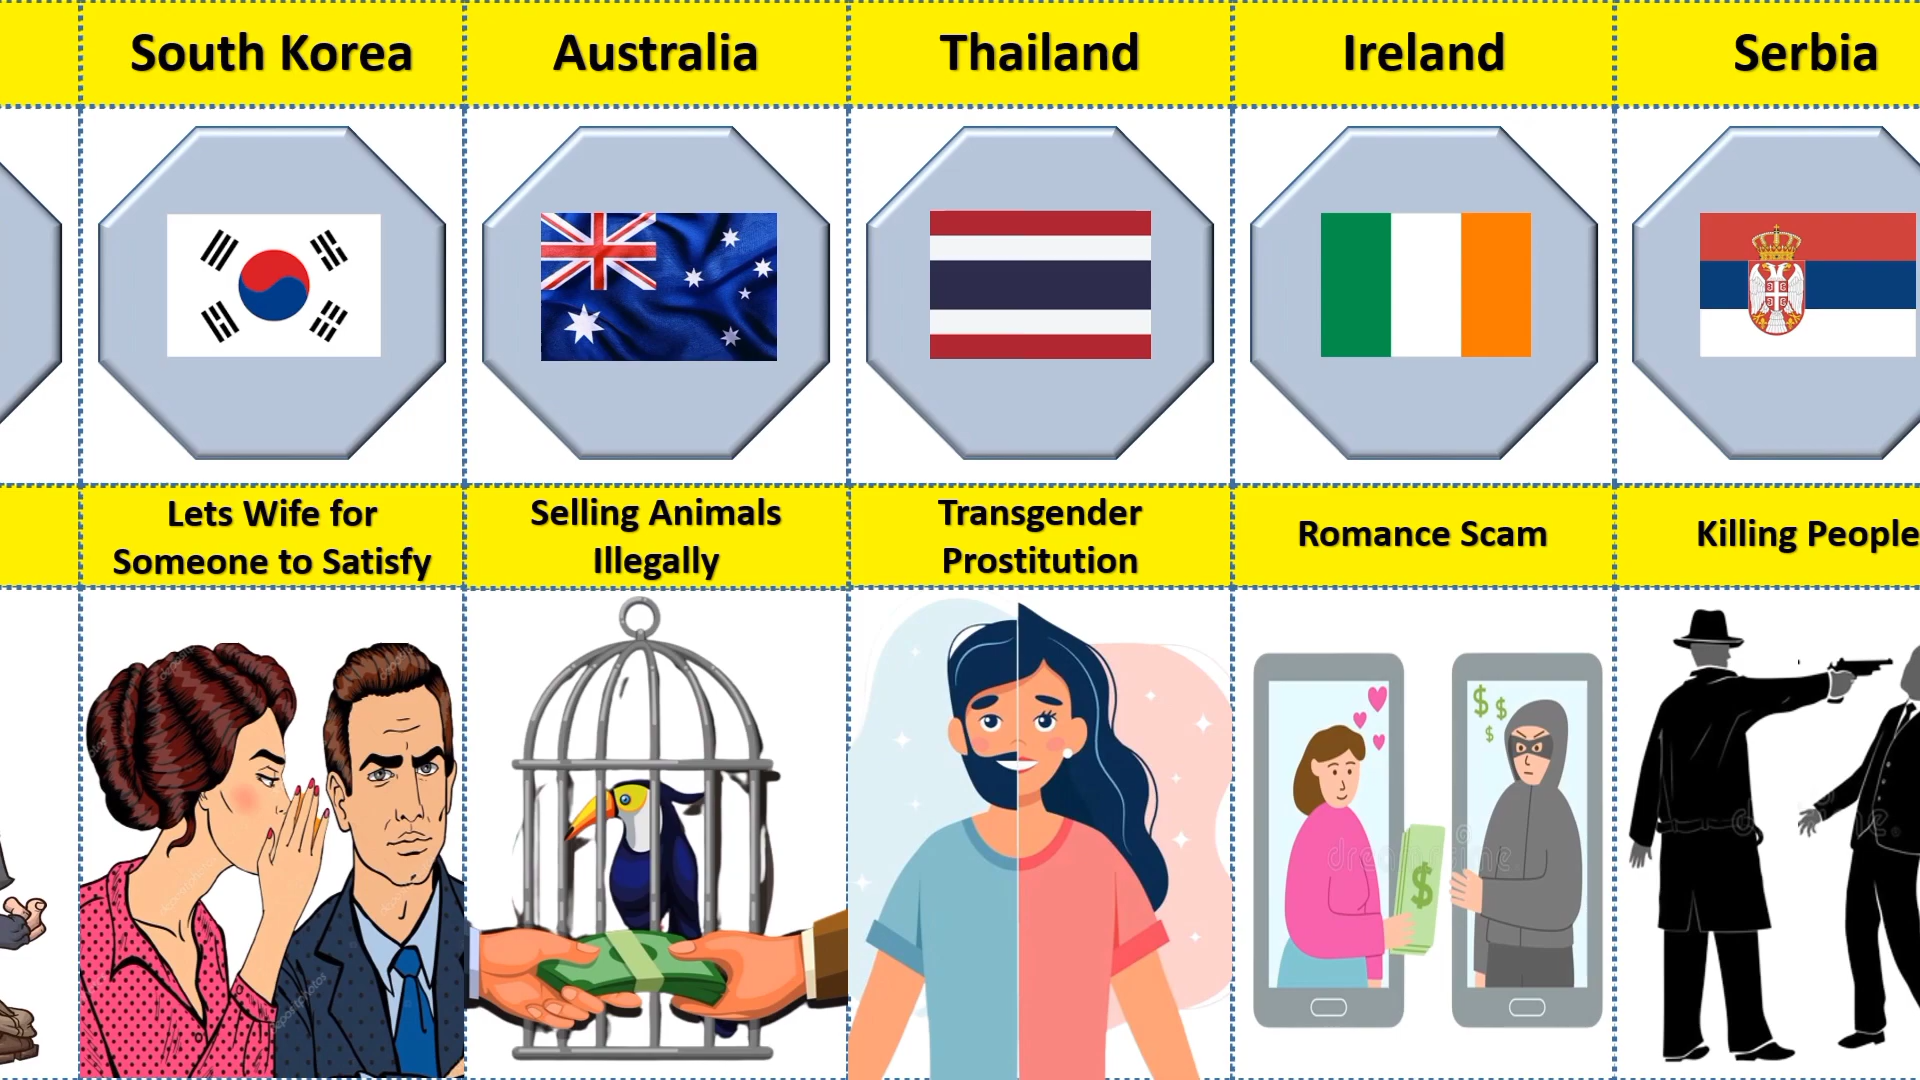 South Korea
Australia
Thailand
Ireland
Serbia
Lets Wife for
Someone to Satisfy
Selling Animals
Illegally
Transgender
Prostitution
Romance Scam
Killing People
$ $
$
$
depositphotos